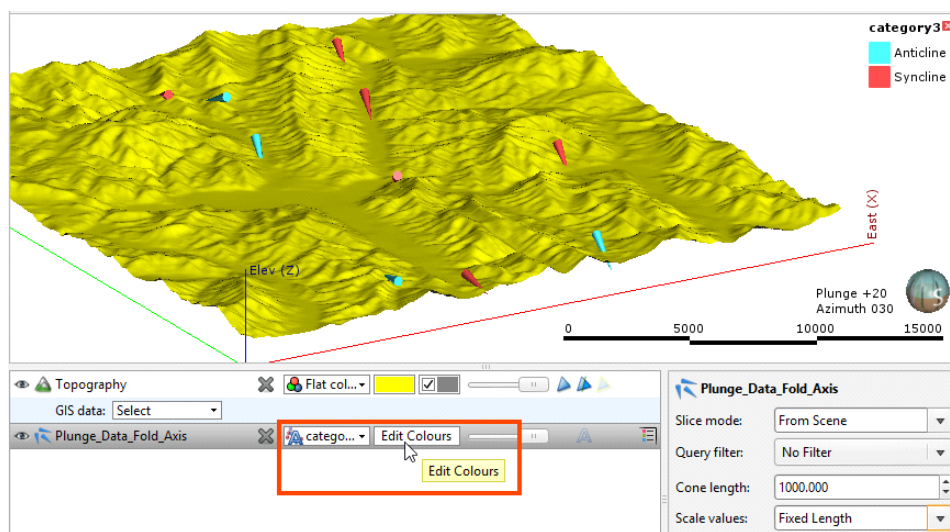 category3
Anticline
Syncline
East (X)
Elev (Z)
Plunge +20
Azimuth 030
0 5000 10000 15000
Topography Flat col...
GIS data: Select
Plunge_Data_Fold_Axis catego... Edit Colours
Edit Colours
Plunge_Data_Fold_Axis
Slice mode: From Scene
Query filter: No Filter
Cone length: 1000.000
Scale values: Fixed Length